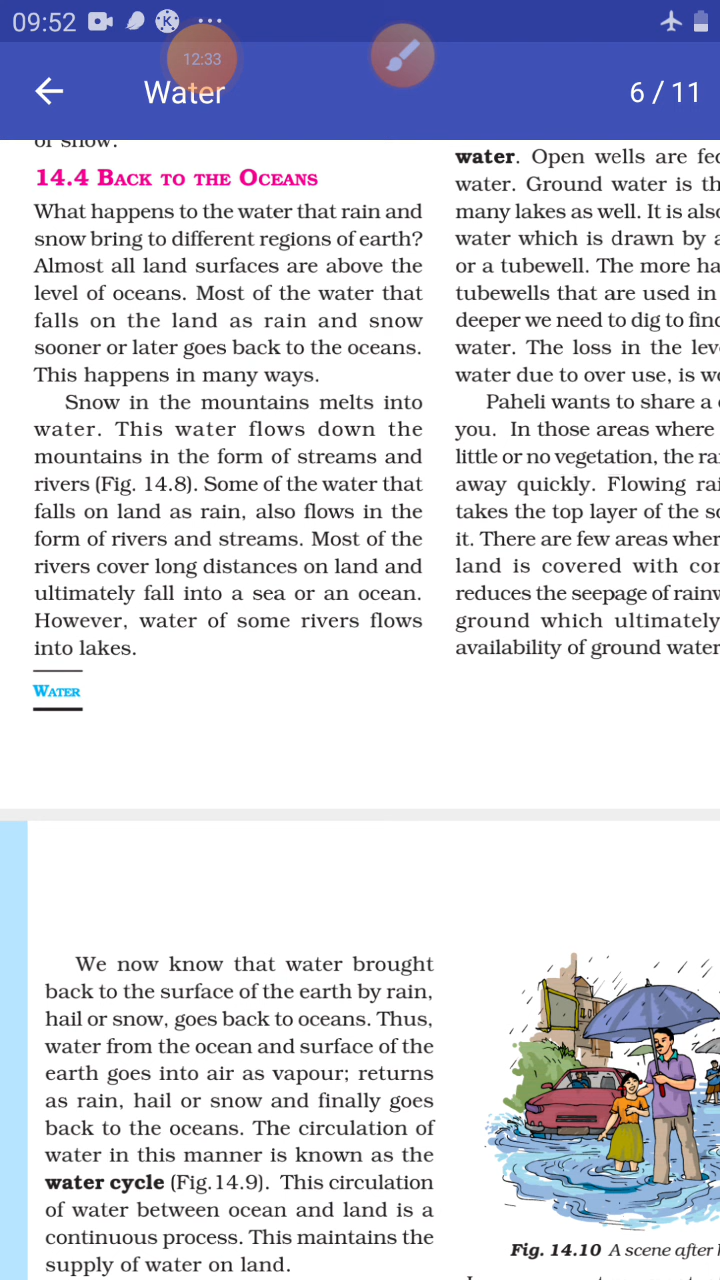 09:52
12:33
Water
6 / 11
or snow.
14.4 BACK TO THE OCEANS
What happens to the water that rain and
snow bring to different regions of earth?
Almost all land surfaces are above the
level of oceans. Most of the water that
falls on the land as rain and snow
sooner or later goes back to the oceans.
This happens in many ways.
Snow in the mountains melts into
water. This water flows down the
mountains in the form of streams and
rivers (Fig. 14.8). Some of the water that
falls on land as rain, also flows in the
form of rivers and streams. Most of the
rivers cover long distances on land and
ultimately fall into a sea or an ocean.
However, water of some rivers flows
into lakes.
WATER
water. Open wells are
water. Ground water is
many lakes as well. It is
water which is drawn by
or a tubewell. The more
tubewells that are used in
deeper we need to dig to
water. The loss in the
water due to over use, is
Paheli wants to share a
you. In those areas where
little or no vegetation, the
away quickly. Flowing
takes the top layer of the
it. There are few areas
land is covered with
reduces the seepage of
ground which ultimately
availability of ground water
We now know that water brought
back to the surface of the earth by rain,
hail or snow, goes back to oceans. Thus,
water from the ocean and surface of the
earth goes into air as vapour; returns
as rain, hail or snow and finally goes
back to the oceans. The circulation of
water in this manner is known as the
water cycle (Fig.14.9). This circulation
of water between ocean and land is a
continuous process. This maintains the
supply of water on land.
Fig. 14.10 A scene after